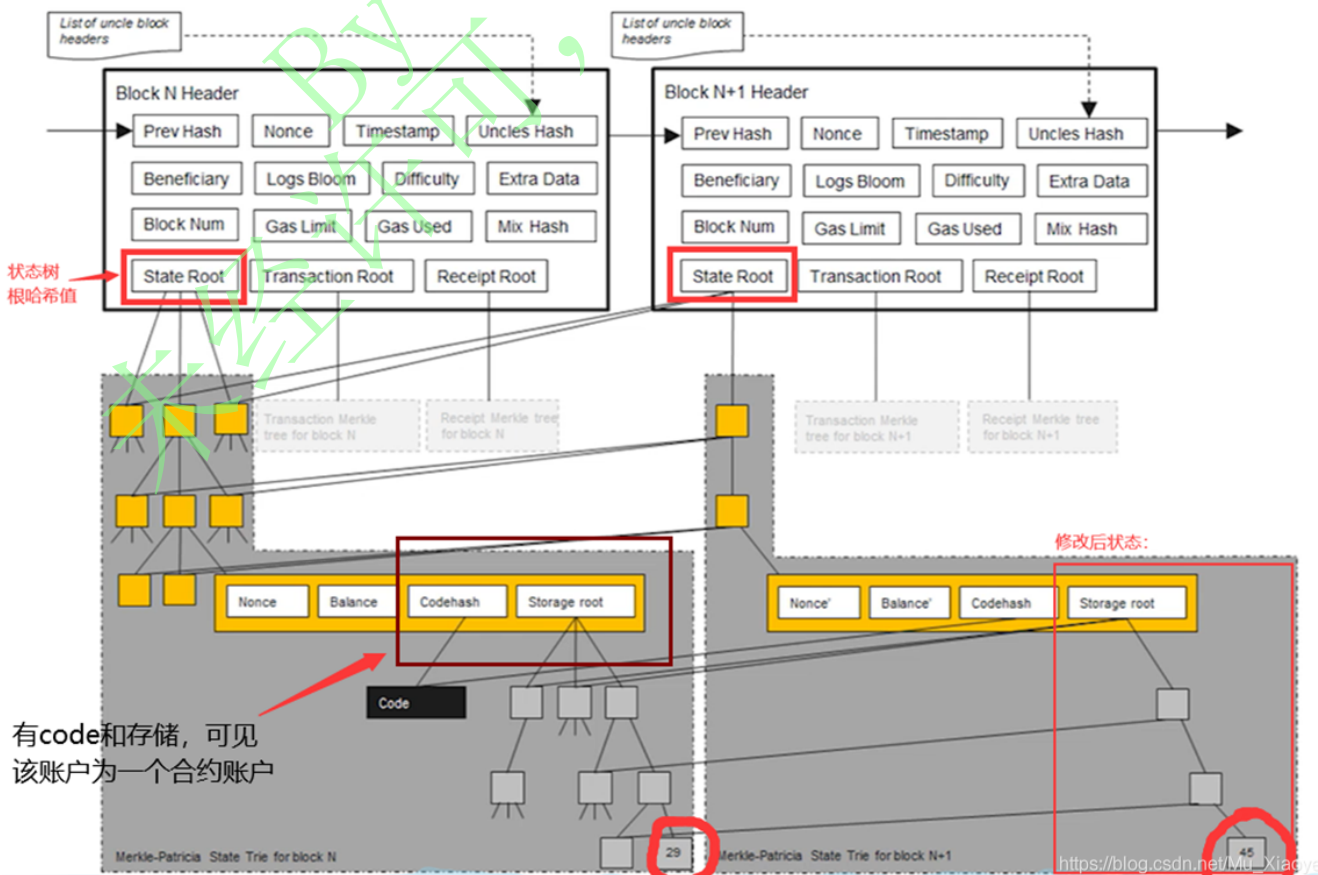 List of uncle block
headers
List of uncle block
headers
Block N Header
Prev Hash
Nonce
Timestamp
Uncles Hash
Beneficiary
Logs Bloom
Difficulty
Extra Data
Block Num
Gas Limit
Gas Used
Mix Hash
State Root
Transaction Root
Receipt Root
Block N+1 Header
Prev Hash
Nonce
Timestamp
Uncles Hash
Beneficiary
Logs Bloom
Difficulty
Extra Data
Block Num
Gas Limit
Gas Used
Mix Hash
State Root
Transaction Root
Receipt Root
状态树
根哈希值
Transaction Merkle
tree for block N
Receipt Merkle tree
for block N
Transaction Merkle
tree for block N+1
Receipt Merkle tree
for block N+1
修改后状态:
Nonce
Balance
Codehash
Storage root
Nonce'
Balance'
Codehash
Storage root
Code
有code和存储，可见
该账户为一个合约账户
29
45
Merkle-Patricia State Trie for block N
Merkle-Patricia State Trie for block N+1
未经许可，
By